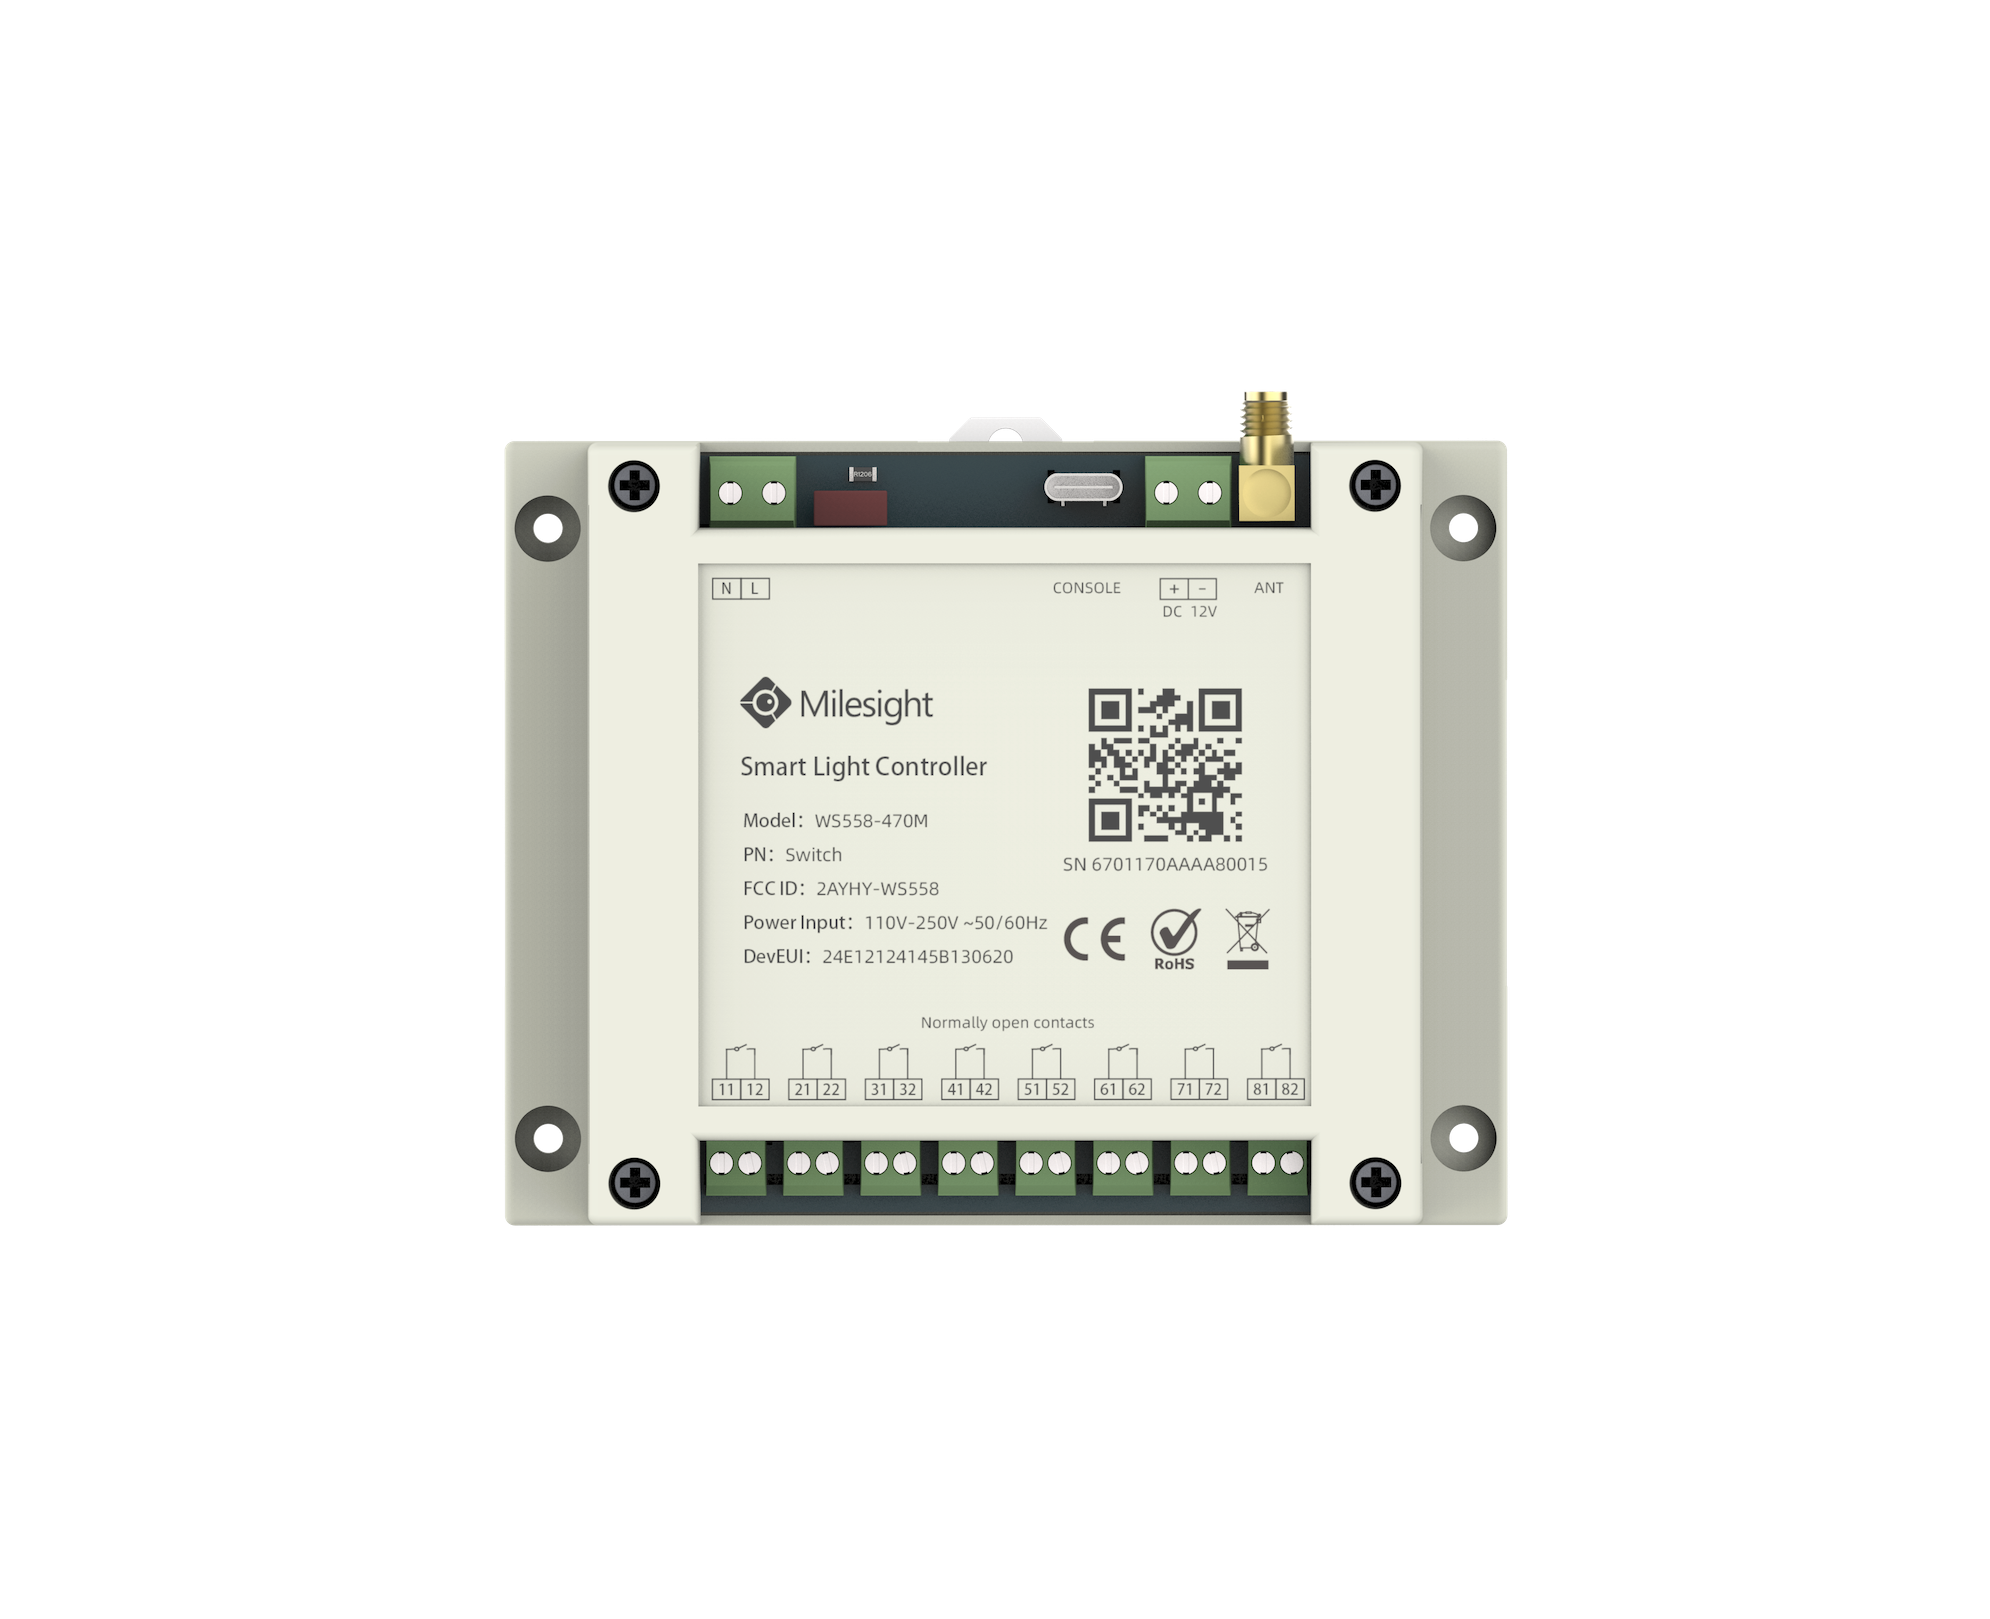 R1206
N L
CONSOLE
+ −
ANT
DC 12V
Milesight
Smart Light Controller
Model: WS558-470M
PN: Switch
FCC ID: 2AYHY-WS558
Power Input: 110V-250V ~50/60Hz
DevEUI: 24E12124145B130620
SN 6701170AAAA80015
CE
RoHS
Normally open contacts
11 12 21 22 31 32 41 42 51 52 61 62 71 72 81 82